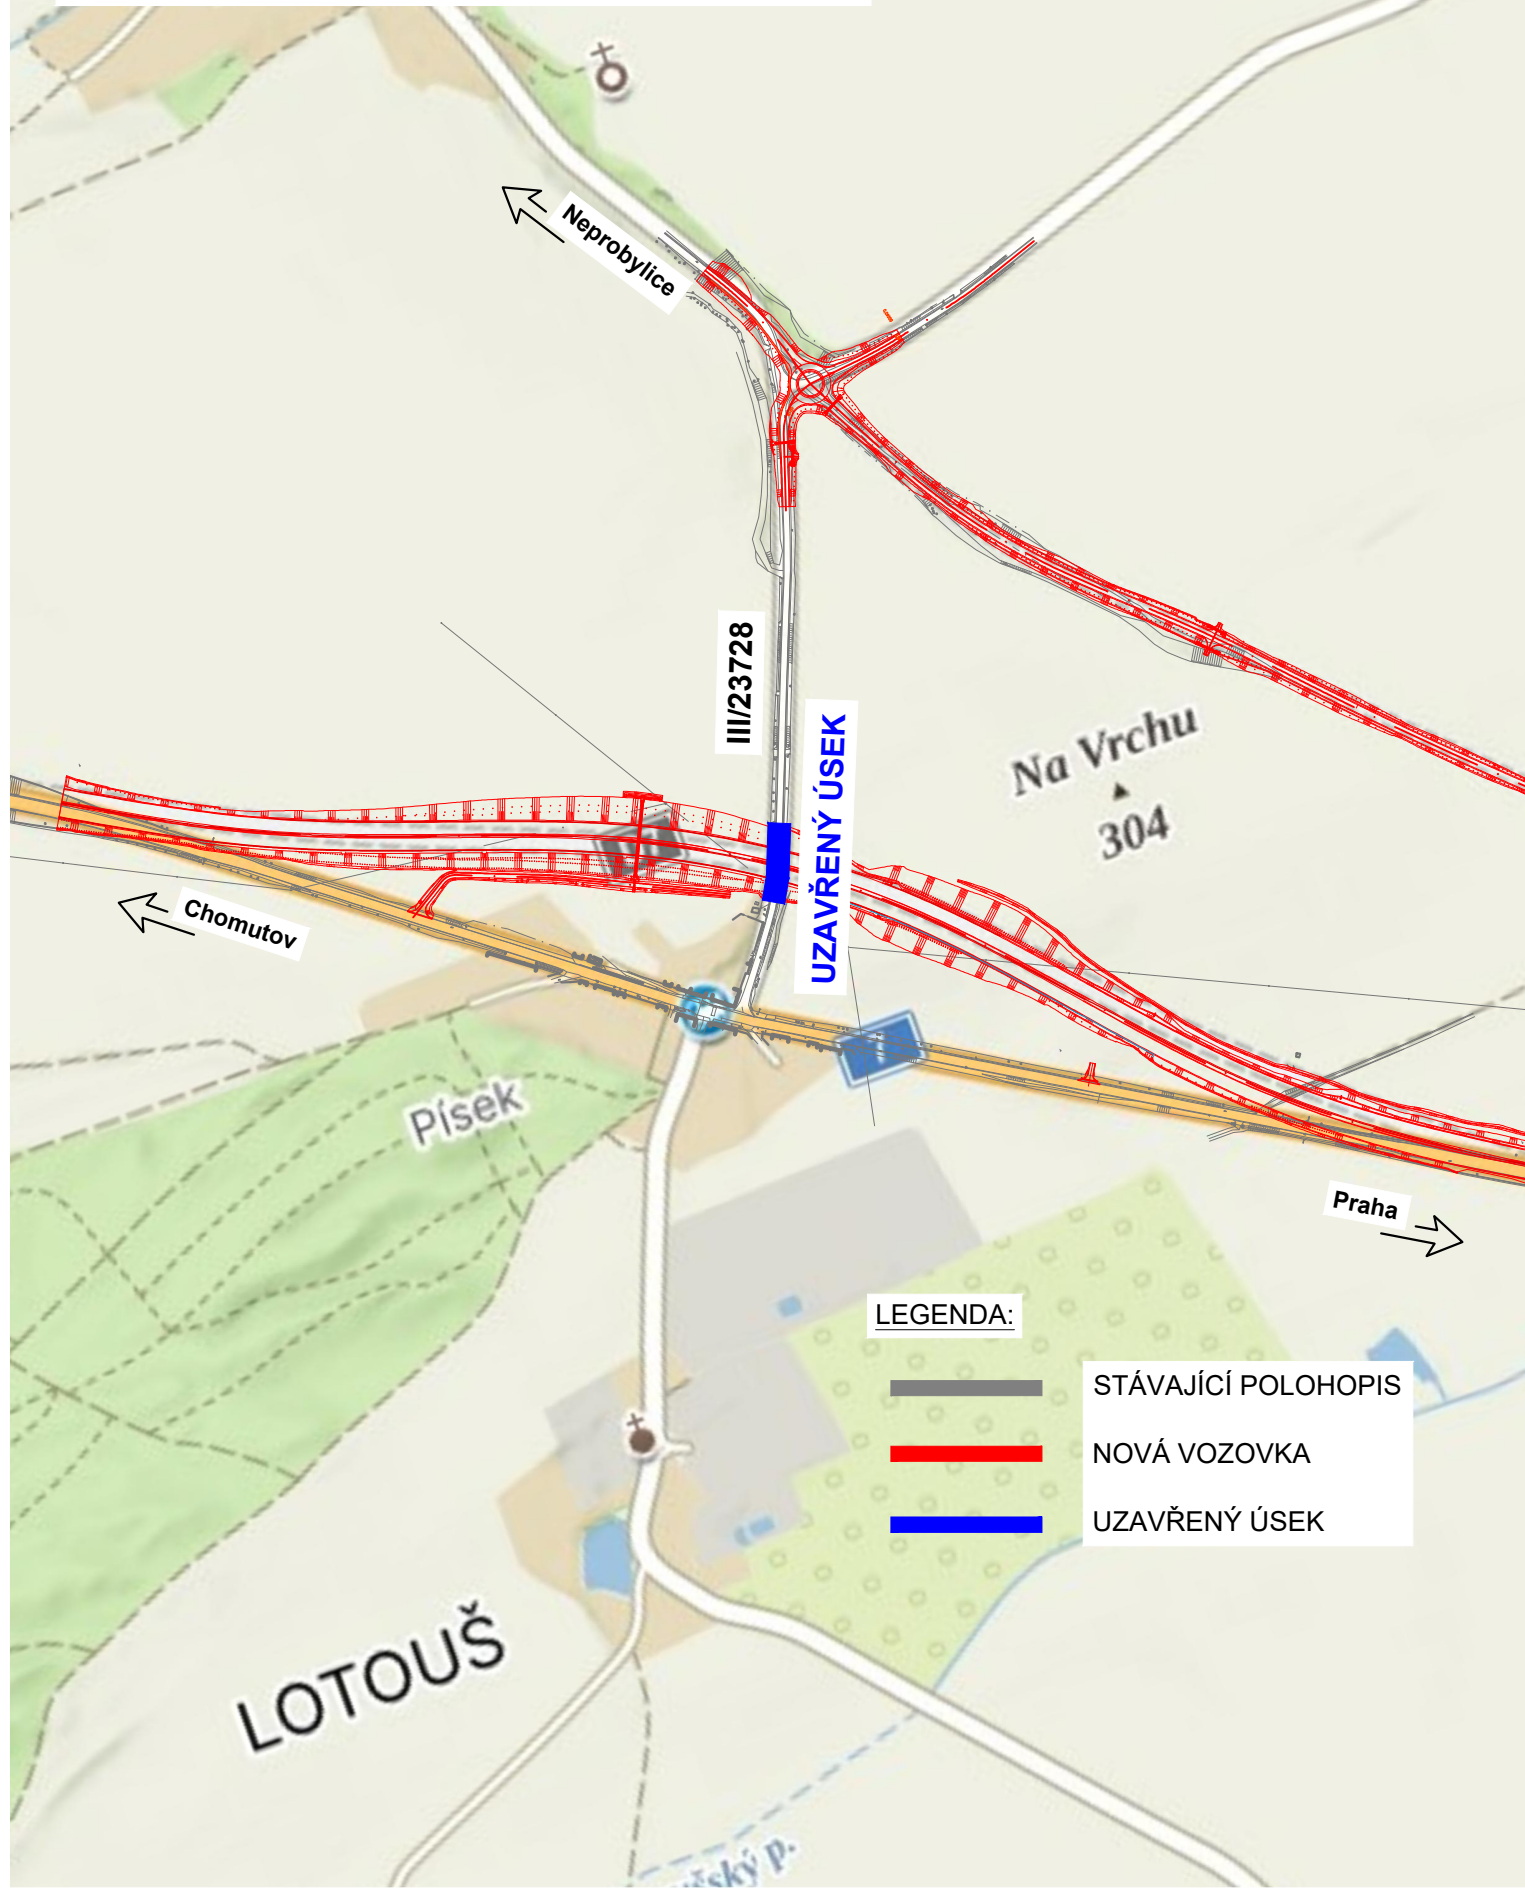 Neprobylice
III/23728
UZAVŘENÝ ÚSEK
Na Vrchu
304
Chomutov
Písek
Praha
LEGENDA:
STÁVAJÍCÍ POLOHOPIS
NOVÁ VOZOVKA
UZAVŘENÝ ÚSEK
LOTOUŠ
ský p.